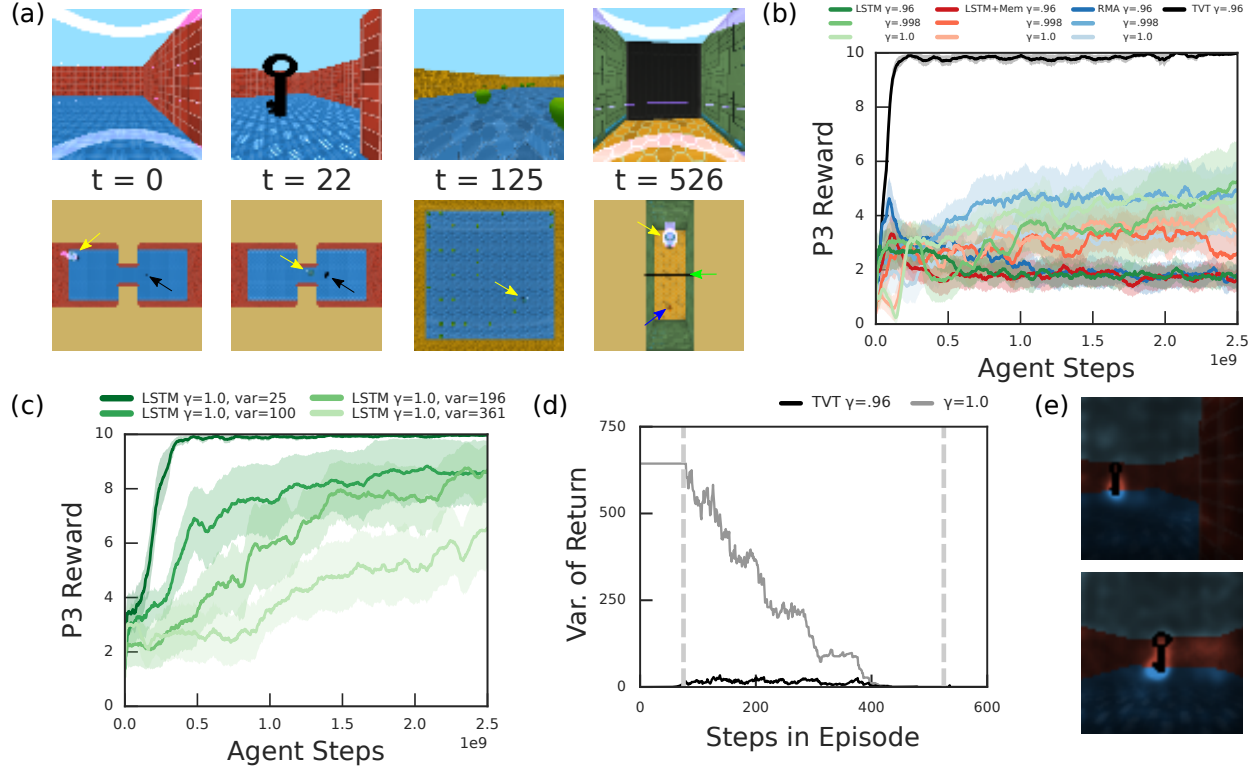 (a)
t = 0
t = 22
t = 125
t = 526
(b)
LSTM γ=.96
γ=.998
γ=1.0
LSTM+Mem γ=.96
γ=.998
γ=1.0
RMA γ=.96
γ=.998
γ=1.0
TVT γ=.96
P3 Reward
10
8
6
4
2
0
0.0 0.5 1.0 1.5 2.0 2.5
1e9
Agent Steps
(c)
LSTM γ=1.0, var=25
LSTM γ=1.0, var=100
LSTM γ=1.0, var=196
LSTM γ=1.0, var=361
P3 Reward
10
8
6
4
2
0
0.0 0.5 1.0 1.5 2.0 2.5
1e9
Agent Steps
(d)
TVT γ=.96
γ=1.0
Var. of Return
750
500
250
0
0 200 400 600
Steps in Episode
(e)